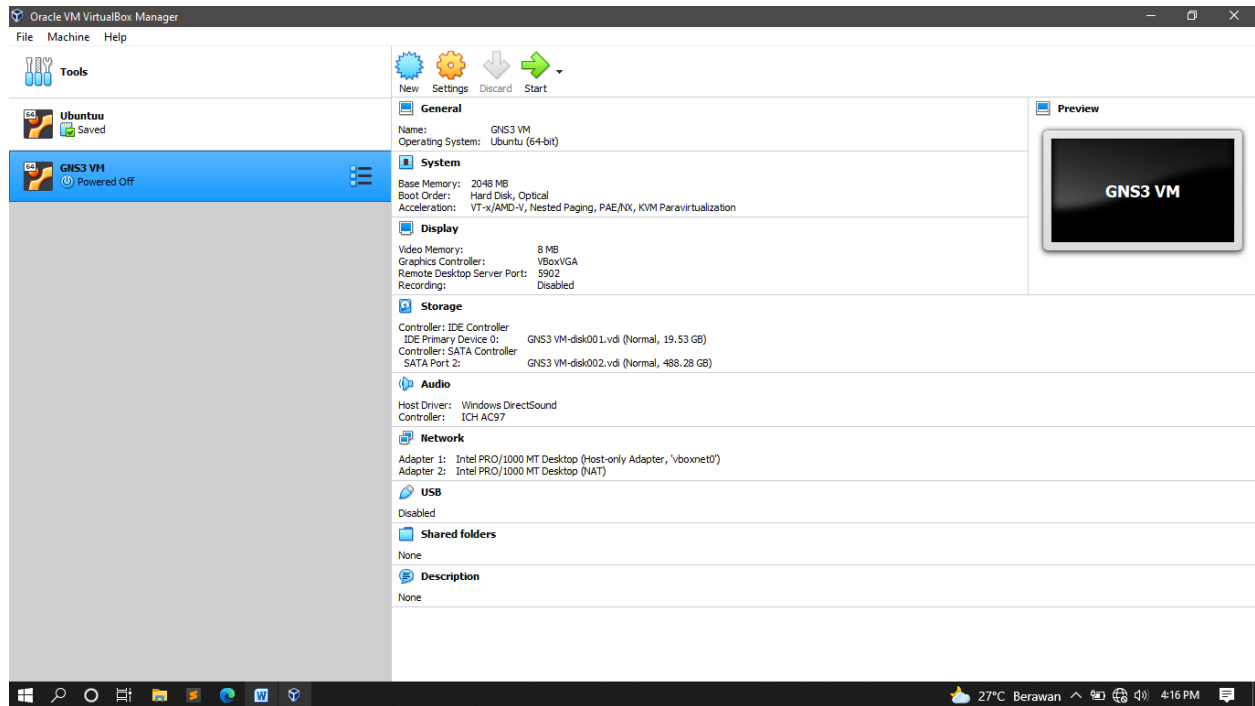 Oracle VM VirtualBox Manager
File Machine Help
Tools
New Settings Discard Start
64
Ubuntuu
Saved
64
GNS3 VM
Powered Off
General
Name: GNS3 VM
Operating System: Ubuntu (64-bit)
System
Base Memory: 2048 MB
Boot Order: Hard Disk, Optical
Acceleration: VT-x/AMD-V, Nested Paging, PAE/NX, KVM Paravirtualization
Display
Video Memory: 8 MB
Graphics Controller: VBoxVGA
Remote Desktop Server Port: 5902
Recording: Disabled
Storage
Controller: IDE Controller
IDE Primary Device 0: GNS3 VM-disk001.vdi (Normal, 19.53 GB)
Controller: SATA Controller
SATA Port 2: GNS3 VM-disk002.vdi (Normal, 488.28 GB)
Audio
Host Driver: Windows DirectSound
Controller: ICH AC97
Network
Adapter 1: Intel PRO/1000 MT Desktop (Host-only Adapter, 'vboxnet0')
Adapter 2: Intel PRO/1000 MT Desktop (NAT)
USB
Disabled
Shared folders
None
Description
None
Preview
GNS3 VM
27°C Berawan 4:16 PM